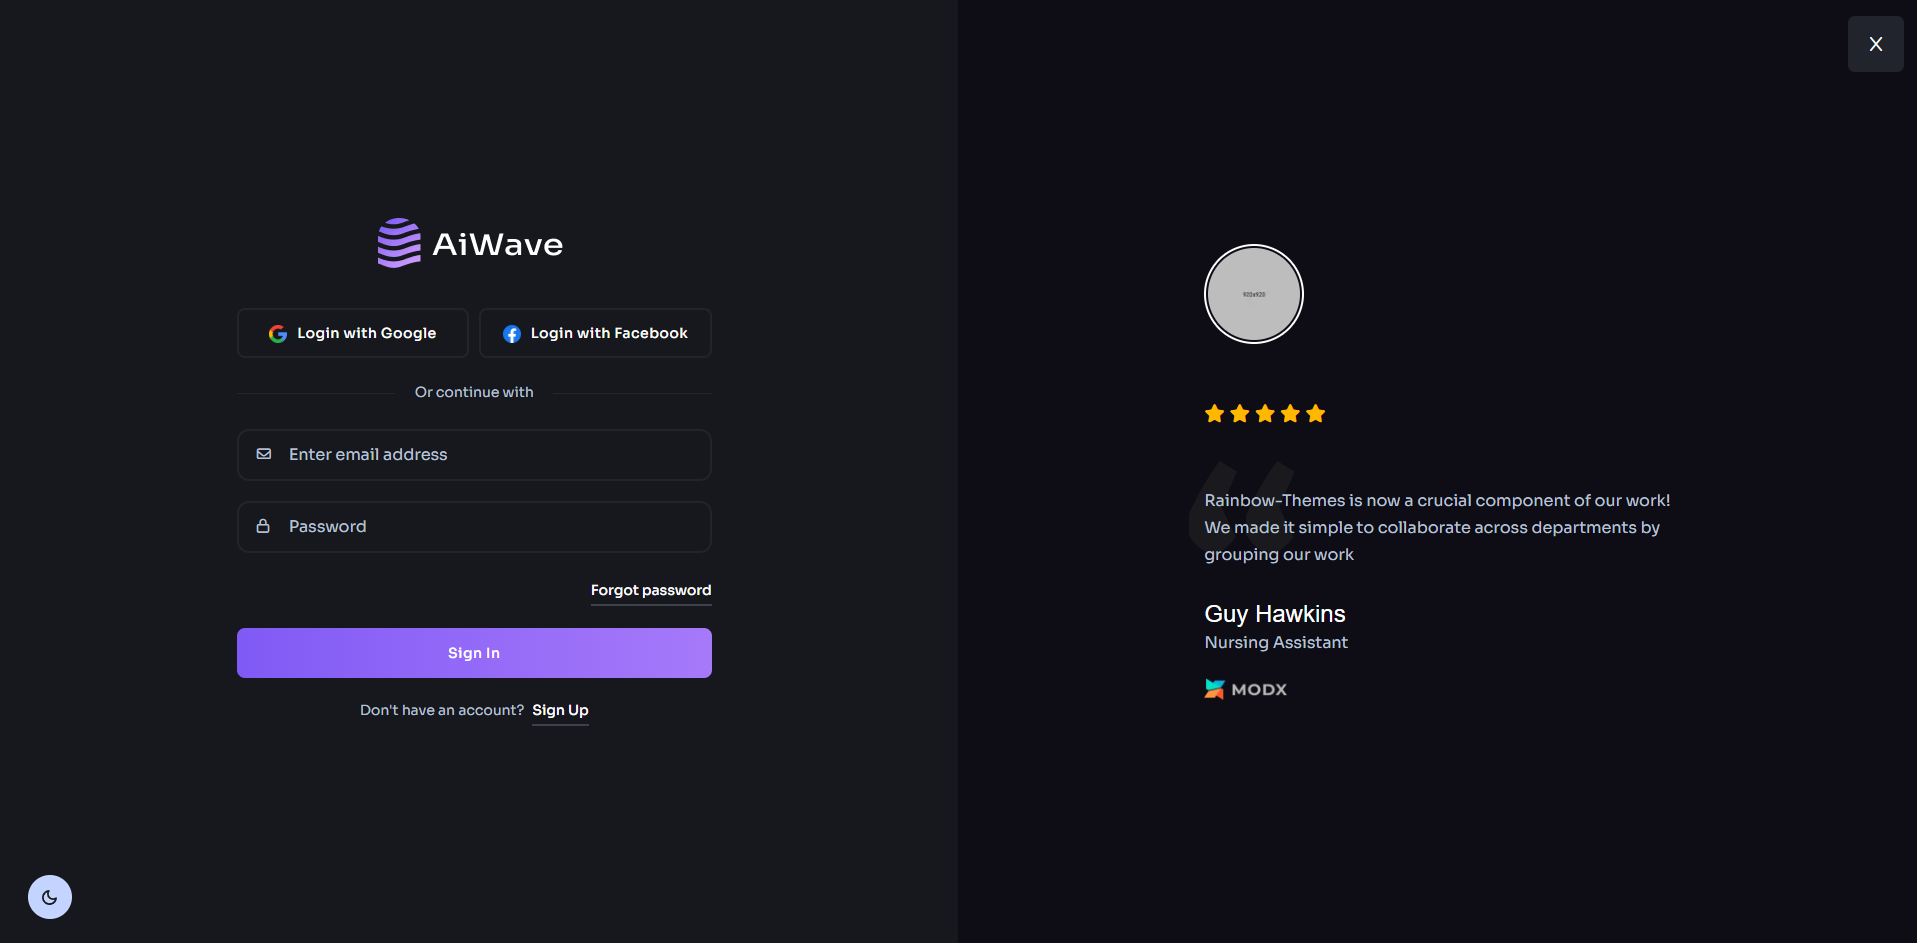 AiWave
Login with Google
Login with Facebook
Or continue with
Enter email address
Password
Forgot password
Sign In
Don't have an account? Sign Up
X
920x920
Rainbow-Themes is now a crucial component of our work!
We made it simple to collaborate across departments by
grouping our work
Guy Hawkins
Nursing Assistant
MODX